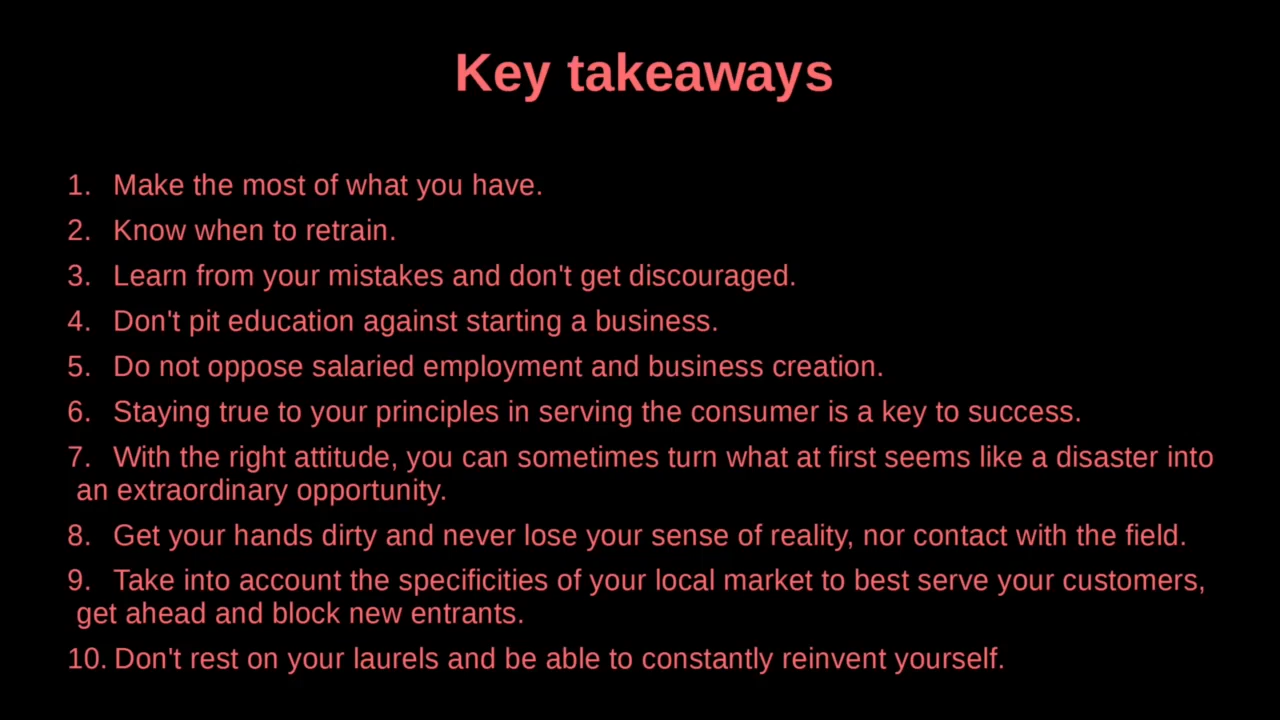 Key takeaways
1. Make the most of what you have.
2. Know when to retrain.
3. Learn from your mistakes and don't get discouraged.
4. Don't pit education against starting a business.
5. Do not oppose salaried employment and business creation.
6. Staying true to your principles in serving the consumer is a key to success.
7. With the right attitude, you can sometimes turn what at first seems like a disaster into
an extraordinary opportunity.
8. Get your hands dirty and never lose your sense of reality, nor contact with the field.
9. Take into account the specificities of your local market to best serve your customers,
get ahead and block new entrants.
10. Don't rest on your laurels and be able to constantly reinvent yourself.